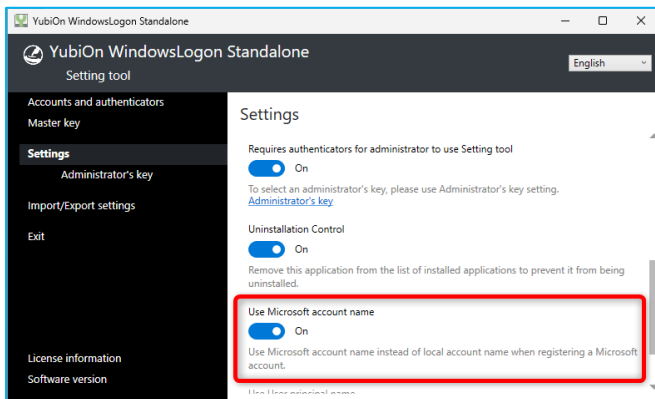 YubiOn WindowsLogon Standalone
YubiOn WindowsLogon Standalone
Setting tool
English
Accounts and authenticators
Master key
Settings
Administrator's key
Import/Export settings
Exit
License information
Software version
Settings
Requires authenticators for administrator to use Setting tool
On
To select an administrator's key, please use Administrator's key setting.
Administrator's key
Uninstallation Control
On
Remove this application from the list of installed applications to prevent it from being
uninstalled.
Use Microsoft account name
On
Use Microsoft account name instead of local account name when registering a Microsoft
account.
Use User principal name